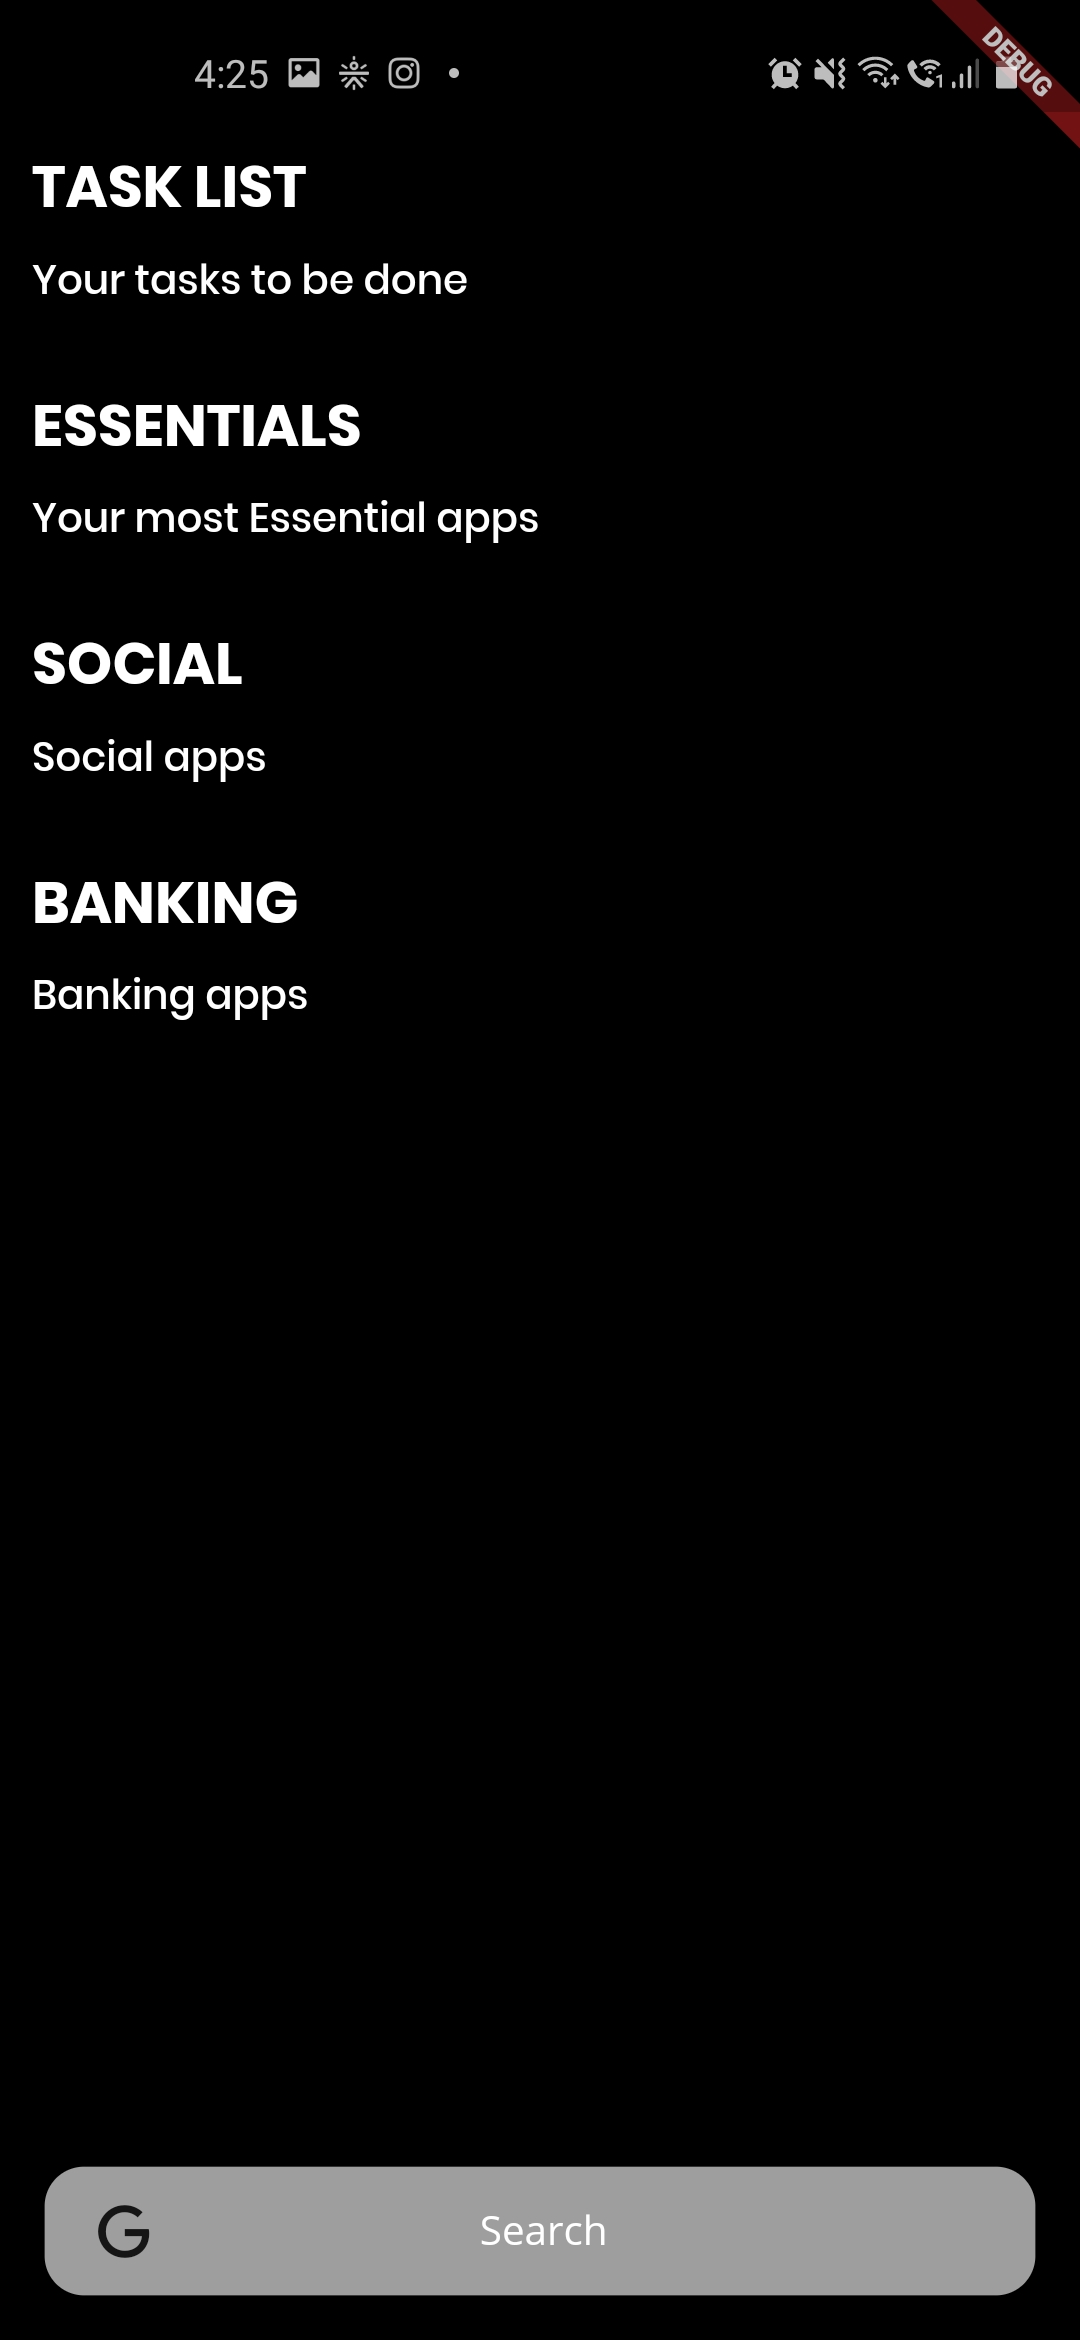 4:25
DEBUG
TASK LIST
Your tasks to be done
ESSENTIALS
Your most Essential apps
SOCIAL
Social apps
BANKING
Banking apps
G Search